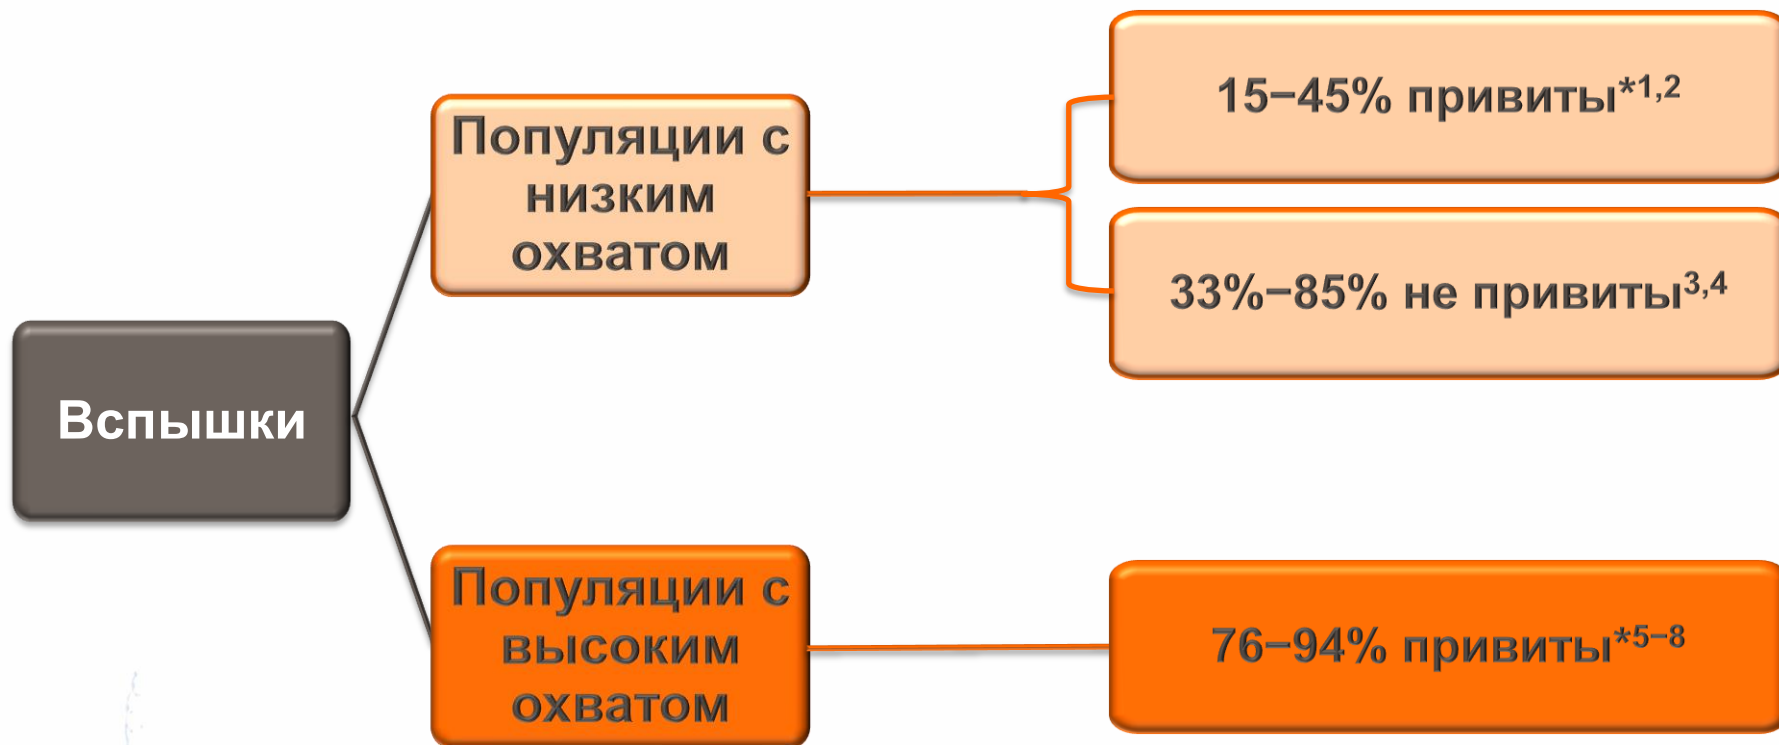 15–45% привиты*1,2
Популяции с
низким
охватом
33%–85% не привиты3,4
Вспышки
Популяции с
высоким
охватом
76–94% привиты*5–8